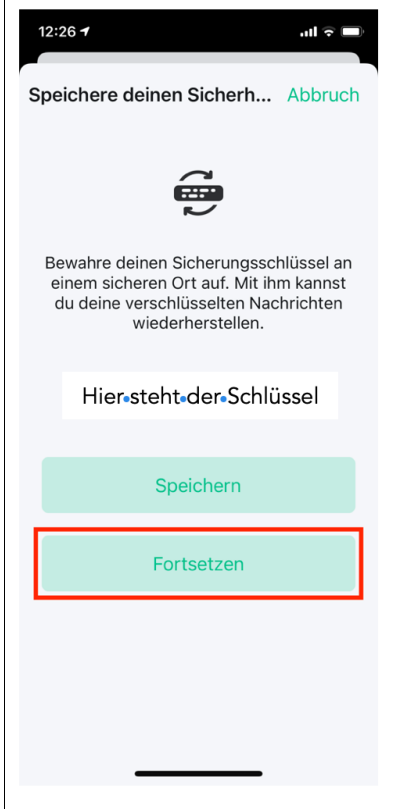 12:26
Speichere deinen Sicherh... Abbruch
Bewahre deinen Sicherungsschlüssel an
einem sicheren Ort auf. Mit ihm kannst
du deine verschlüsselten Nachrichten
wiederherstellen.
Hier•steht•der•Schlüssel
Speichern
Fortsetzen